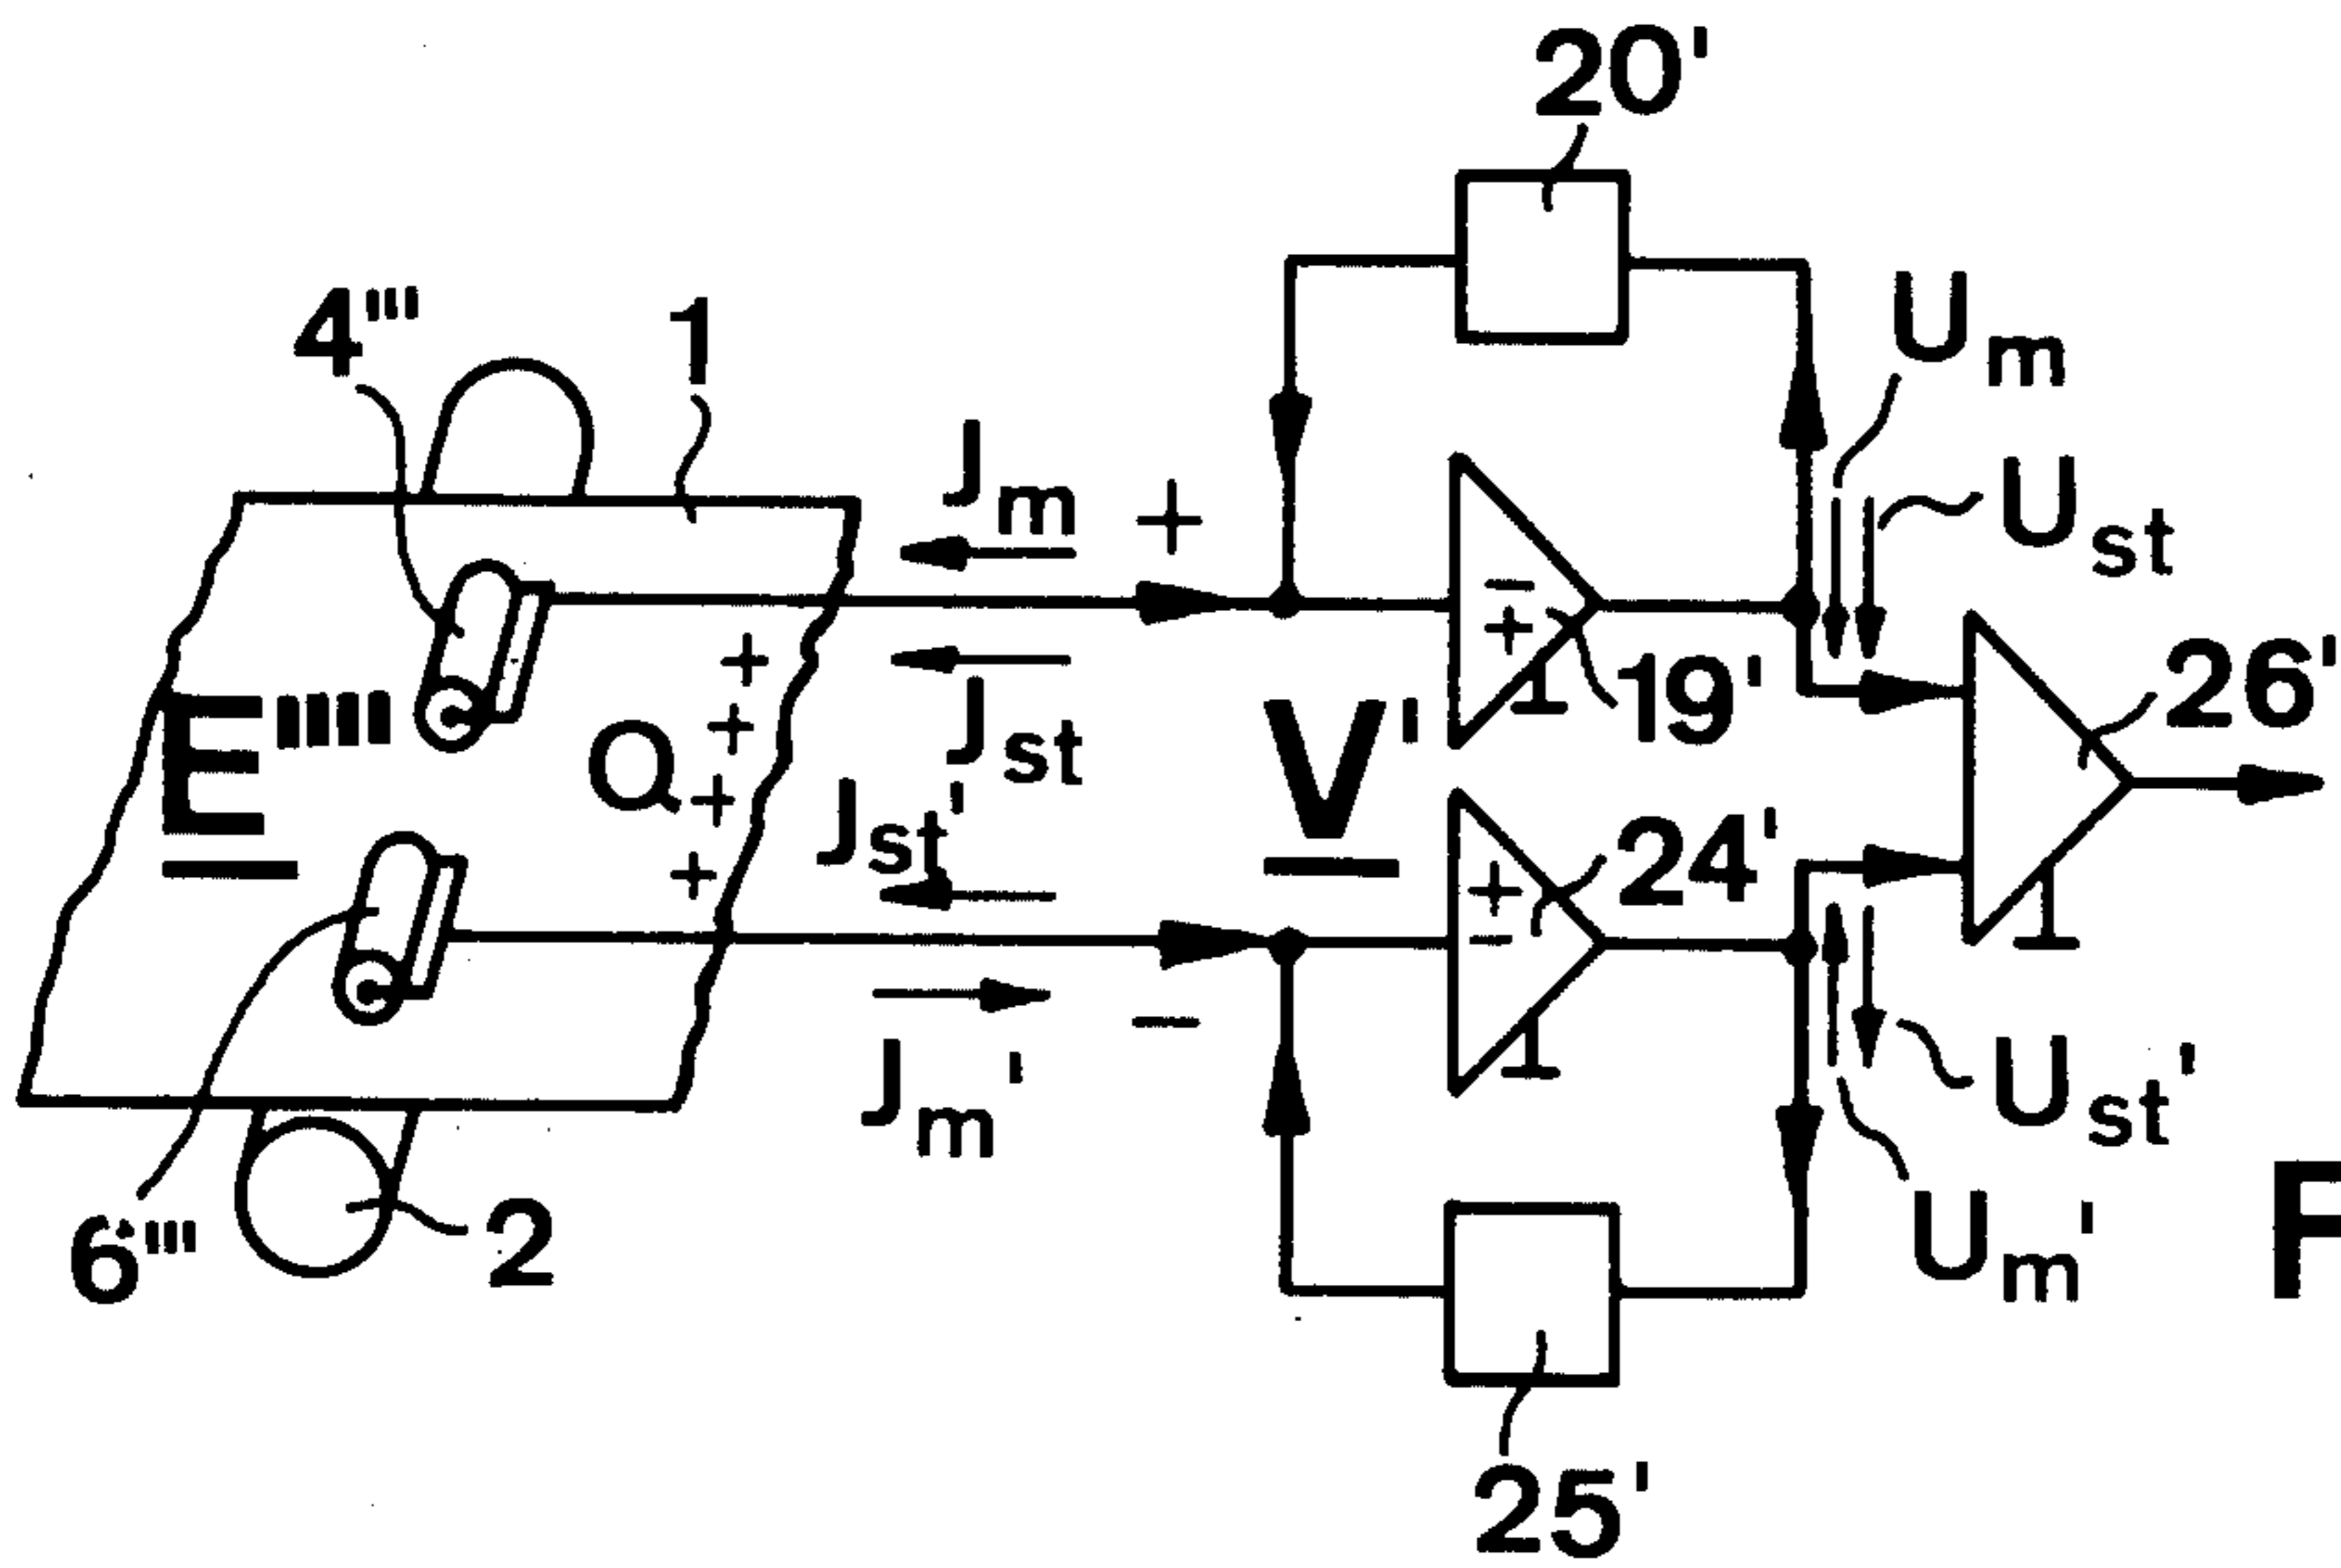 20'
4'''
1
Um
Jm +
Ust
- +
19'
26'
E'''''
Q
+ + + +
Jst
Jst'
V'
24'
+ -
Jm'
-
Ust'
Um'
6'''
2
25'
F